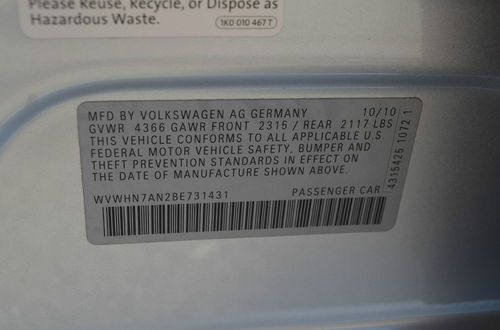 Please Reuse, Recycle, or Dispose as
Hazardous Waste.
1K0 010 467 T
MFD BY VOLKSWAGEN AG GERMANY 10/10
GVWR 4366 GAWR FRONT 2315 / REAR 2117 LBS
THIS VEHICLE CONFORMS TO ALL APPLICABLE U.S.
FEDERAL MOTOR VEHICLE SAFETY, BUMPER AND
THEFT PREVENTION STANDARDS IN EFFECT ON
THE DATE OF MANUFACTURE SHOWN ABOVE.
WVWHN7AN2BE731431 PASSENGER CAR
4315425 1072 1